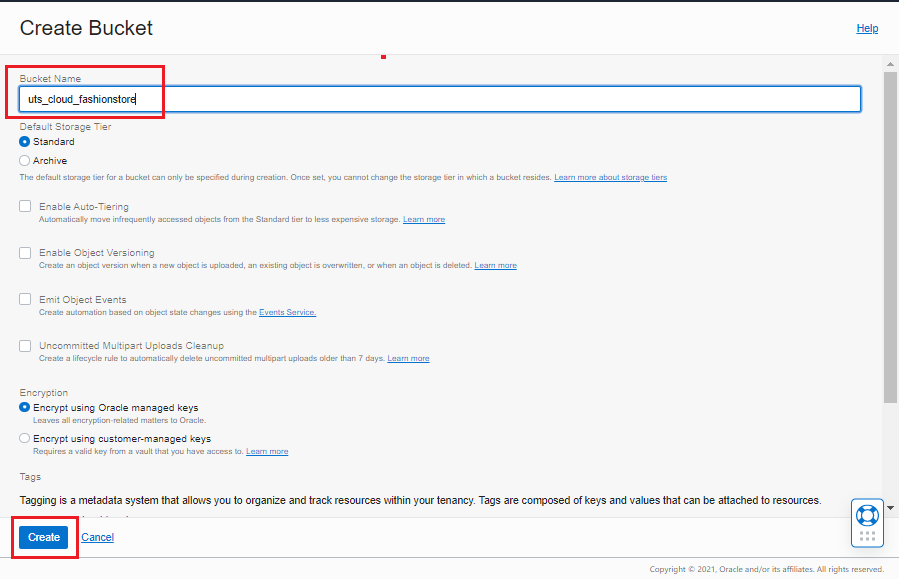 Create Bucket
Help
Bucket Name
uts_cloud_fashionstore
Default Storage Tier
Standard
Archive
The default storage tier for a bucket can only be specified during creation. Once set, you cannot change the storage tier in which a bucket resides. Learn more about storage tiers
Enable Auto-Tiering
Automatically move infrequently accessed objects from the Standard tier to less expensive storage. Learn more
Enable Object Versioning
Create an object version when a new object is uploaded, an existing object is overwritten, or when an object is deleted. Learn more
Emit Object Events
Create automation based on object state changes using the Events Service.
Uncommitted Multipart Uploads Cleanup
Create a lifecycle rule to automatically delete uncommitted multipart uploads older than 7 days. Learn more
Encryption
Encrypt using Oracle managed keys
Leaves all encryption-related matters to Oracle.
Encrypt using customer-managed keys
Requires a valid key from a vault that you have access to. Learn more
Tags
Tagging is a metadata system that allows you to organize and track resources within your tenancy. Tags are composed of keys and values that can be attached to resources.
Create Cancel
Copyright © 2021, Oracle and/or its affiliates. All rights reserved.